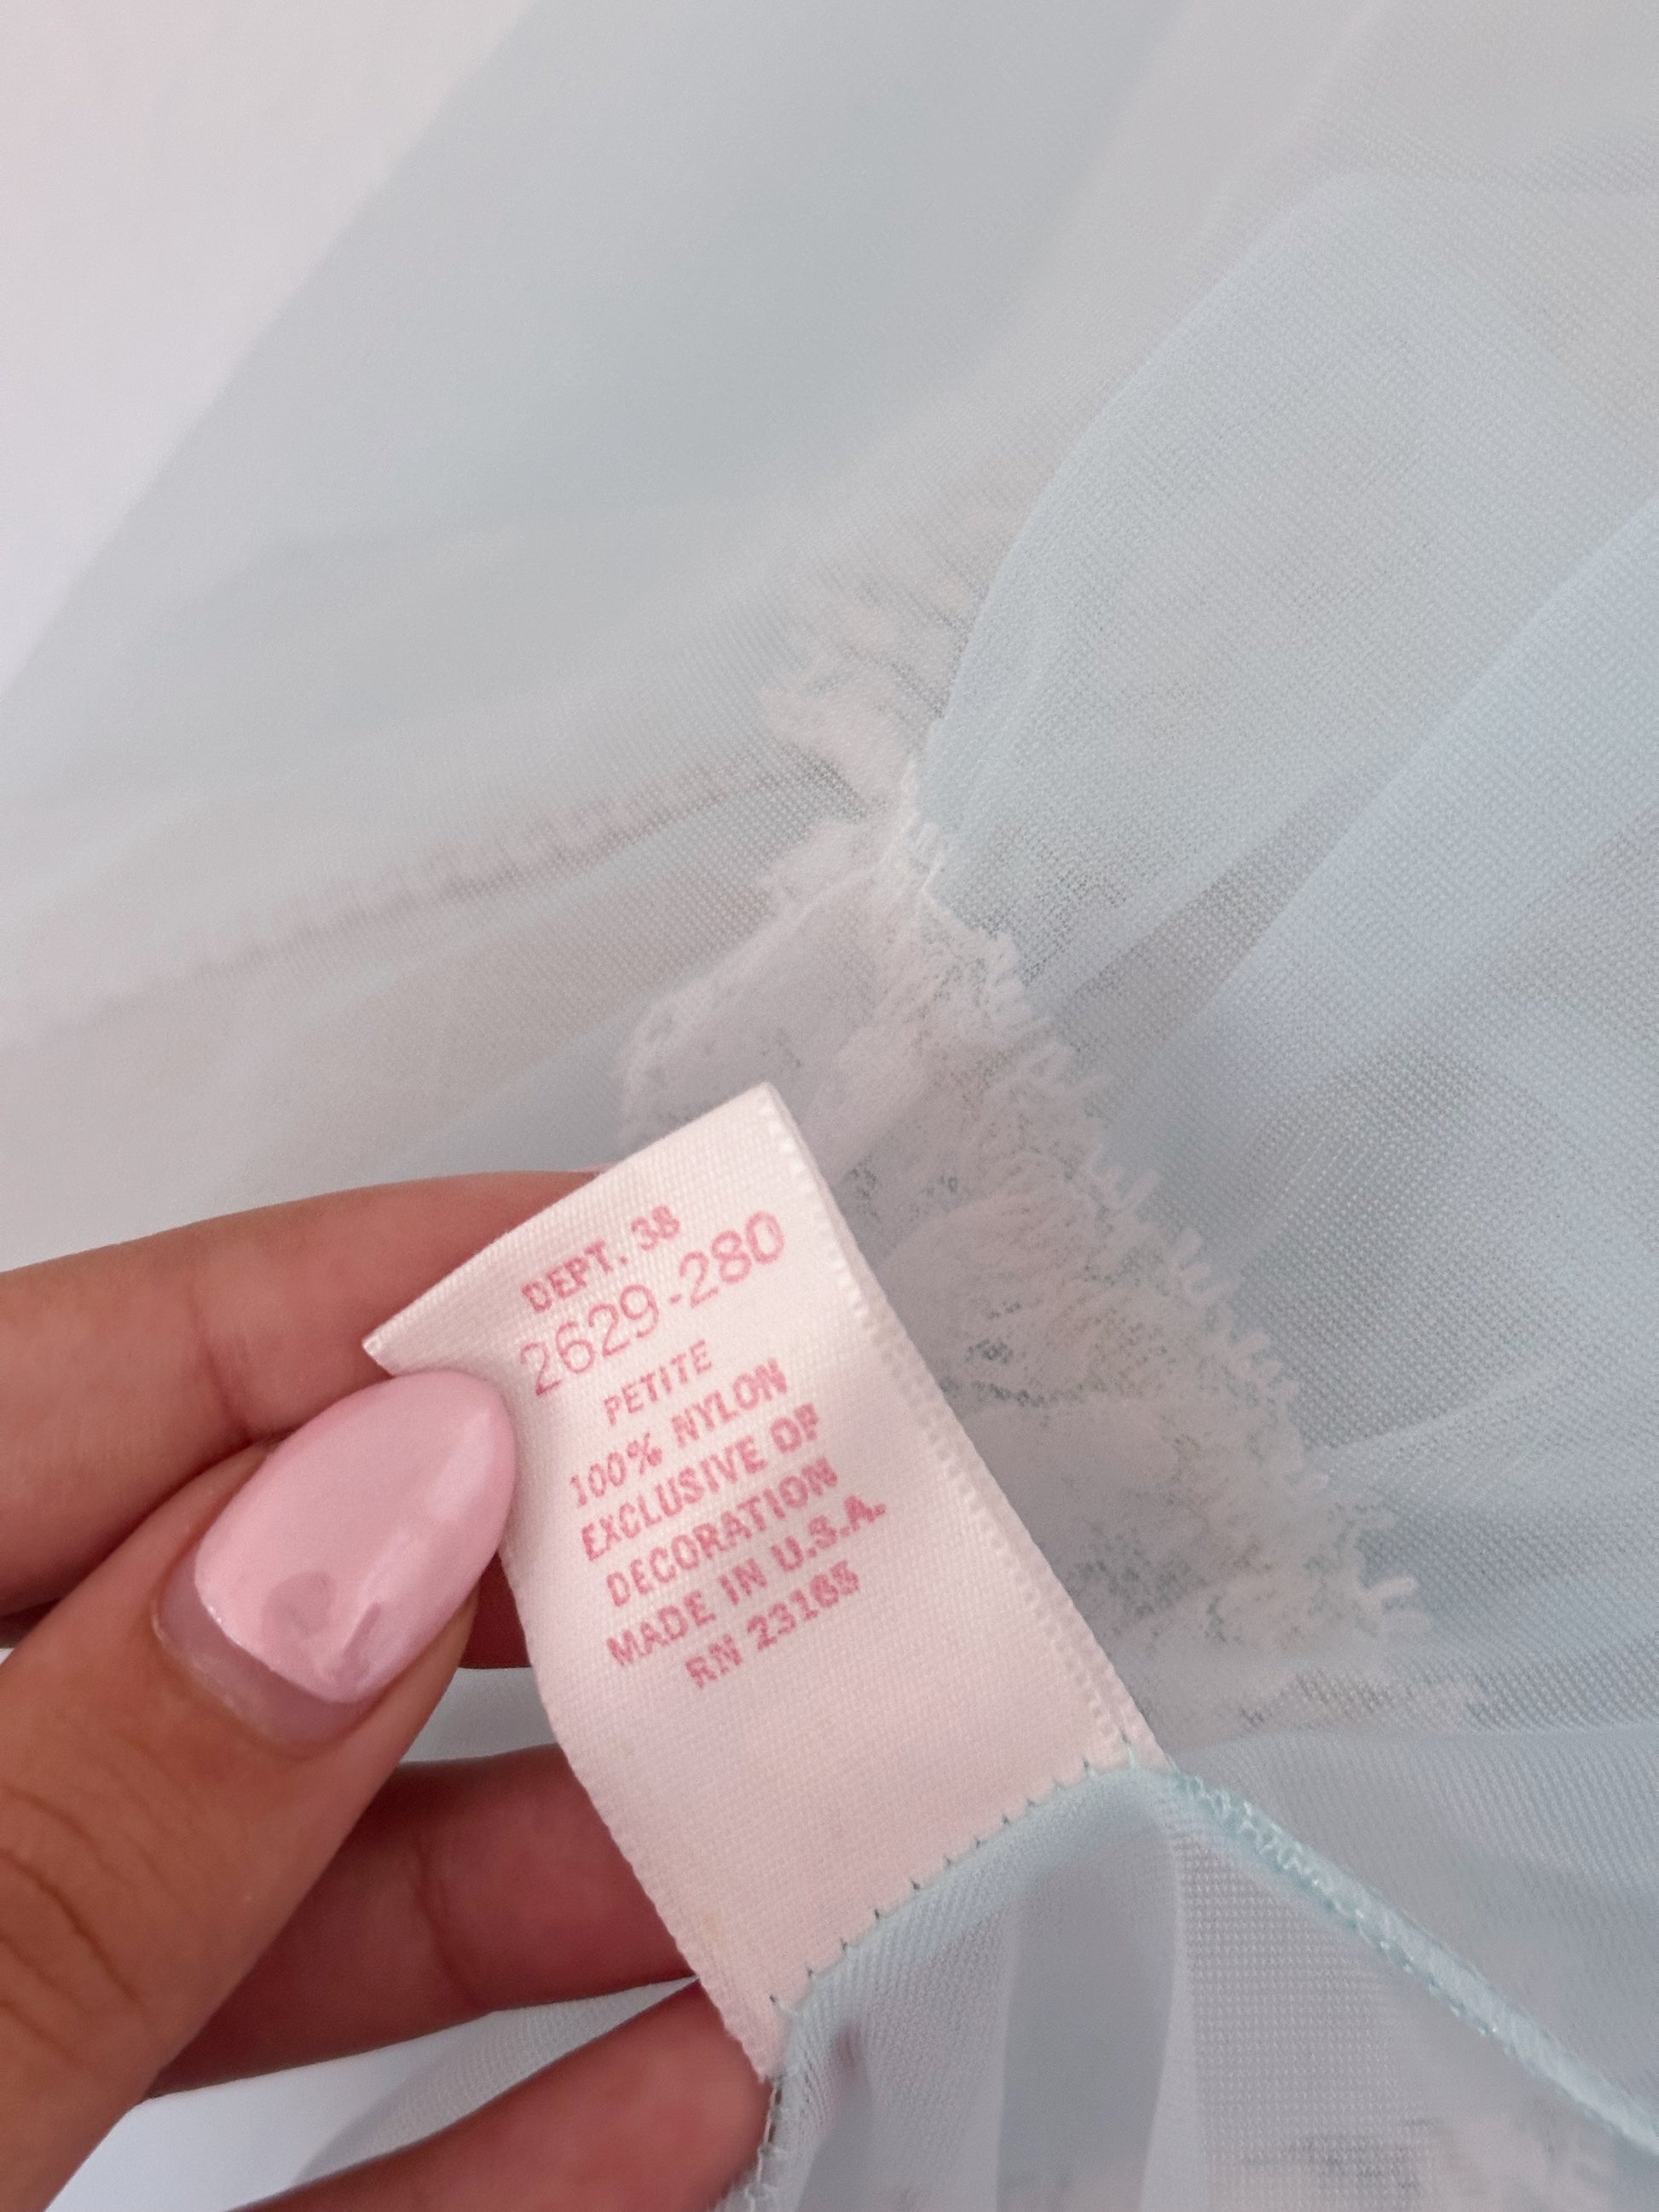 DEPT. 38
2629-280
PETITE
100% NYLON
EXCLUSIVE OF
DECORATION
MADE IN U.S.A.
RN 23165